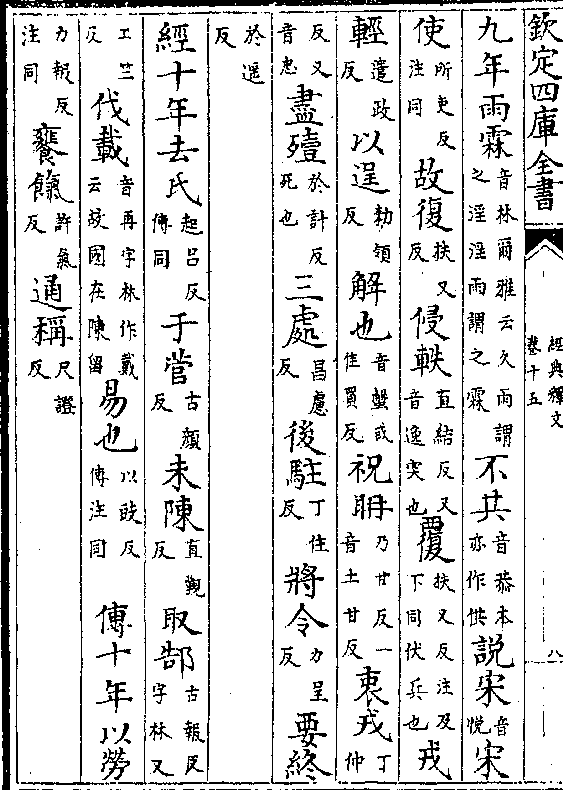 欽定四庫全書
經典釋文
卷十五
八
九年雨霖音林爾雅云久雨謂之淫淫雨謂之霖不共音恭本亦作供說宋音悅宋
使所吏反注同故復扶又反侵軼直結反又音逸突也覆扶又反注及下同伏兵也戎
輕遣政反以逞勑領反解也音蟹或佳買反祝聃乃甘反一音土甘反衷戎丁仲
反又音忠盡殪於計反死也三處昌慮反後駐丁住反將令力呈反要終
於遥反
經十年去氏起呂反傳同于菅古顏反未陳直覲反取郜古報反字林又
工竺反伐載音再字林作戴云故國在陳留易也以豉反傳注同傳十年以勞
力報反注同饔餼許氣反通稱尺證反